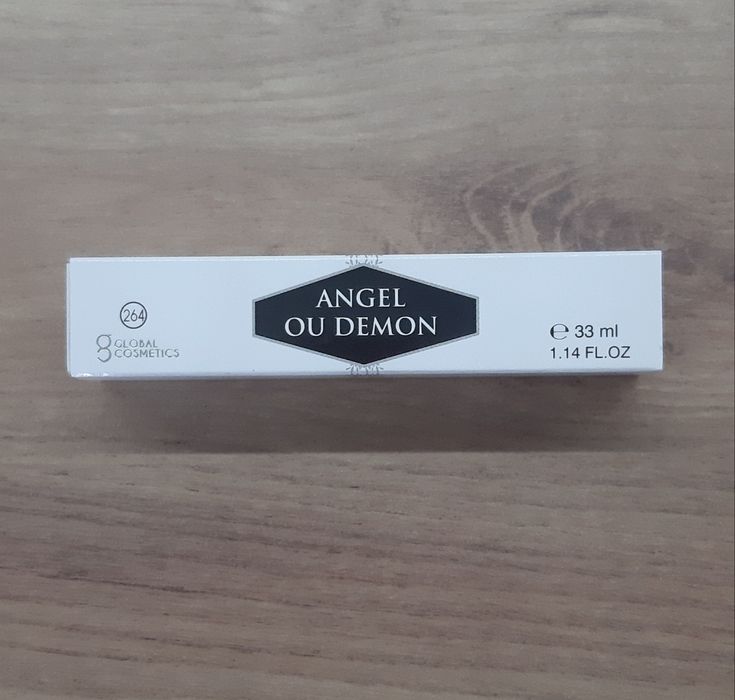 264
GLOBAL
COSMETICS
ANGEL
OU DEMON
℮ 33 ml
1.14 FL.OZ